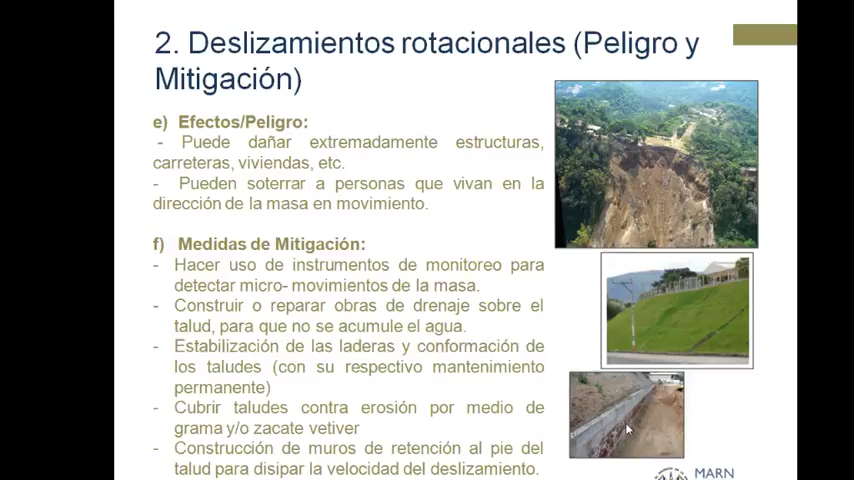 2. Deslizamientos rotacionales (Peligro y
Mitigación)
e) Efectos/Peligro:
- Puede dañar extremadamente estructuras,
carreteras, viviendas, etc.
- Pueden soterrar a personas que vivan en la
dirección de la masa en movimiento.
f) Medidas de Mitigación:
- Hacer uso de instrumentos de monitoreo para
detectar micro- movimientos de la masa.
- Construir o reparar obras de drenaje sobre el
talud, para que no se acumule el agua.
- Estabilización de las laderas y conformación de
los taludes (con su respectivo mantenimiento
permanente)
- Cubrir taludes contra erosión por medio de
grama y/o zacate vetiver
- Construcción de muros de retención al pie del
talud para disipar la velocidad del deslizamiento.
MARN